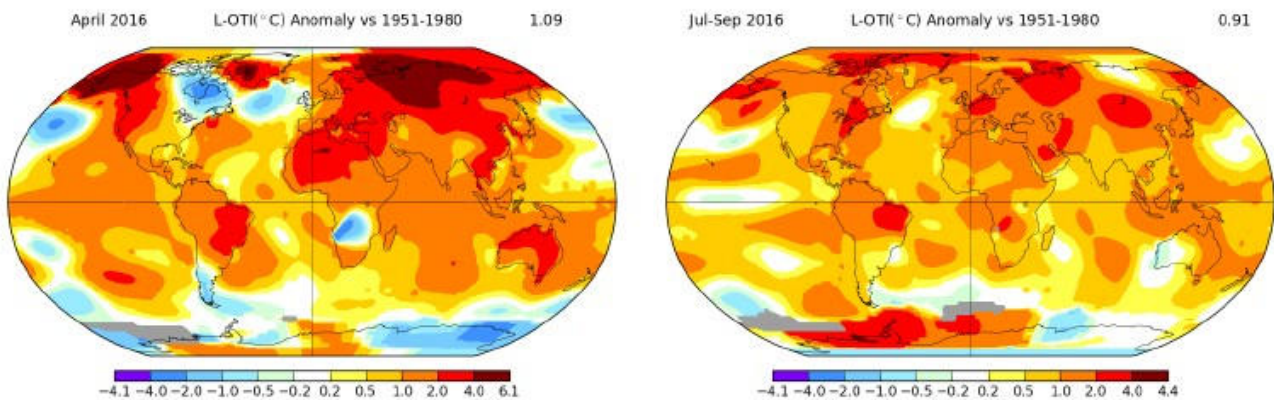 April 2016 L-OTI(°C) Anomaly vs 1951-1980 1.09
Jul-Sep 2016 L-OTI(°C) Anomaly vs 1951-1980 0.91
−4.1 −4.0 −2.0 −1.0 −0.5 −0.2 0.2 0.5 1.0 2.0 4.0 6.1
−4.1 −4.0 −2.0 −1.0 −0.5 −0.2 0.2 0.5 1.0 2.0 4.0 4.4